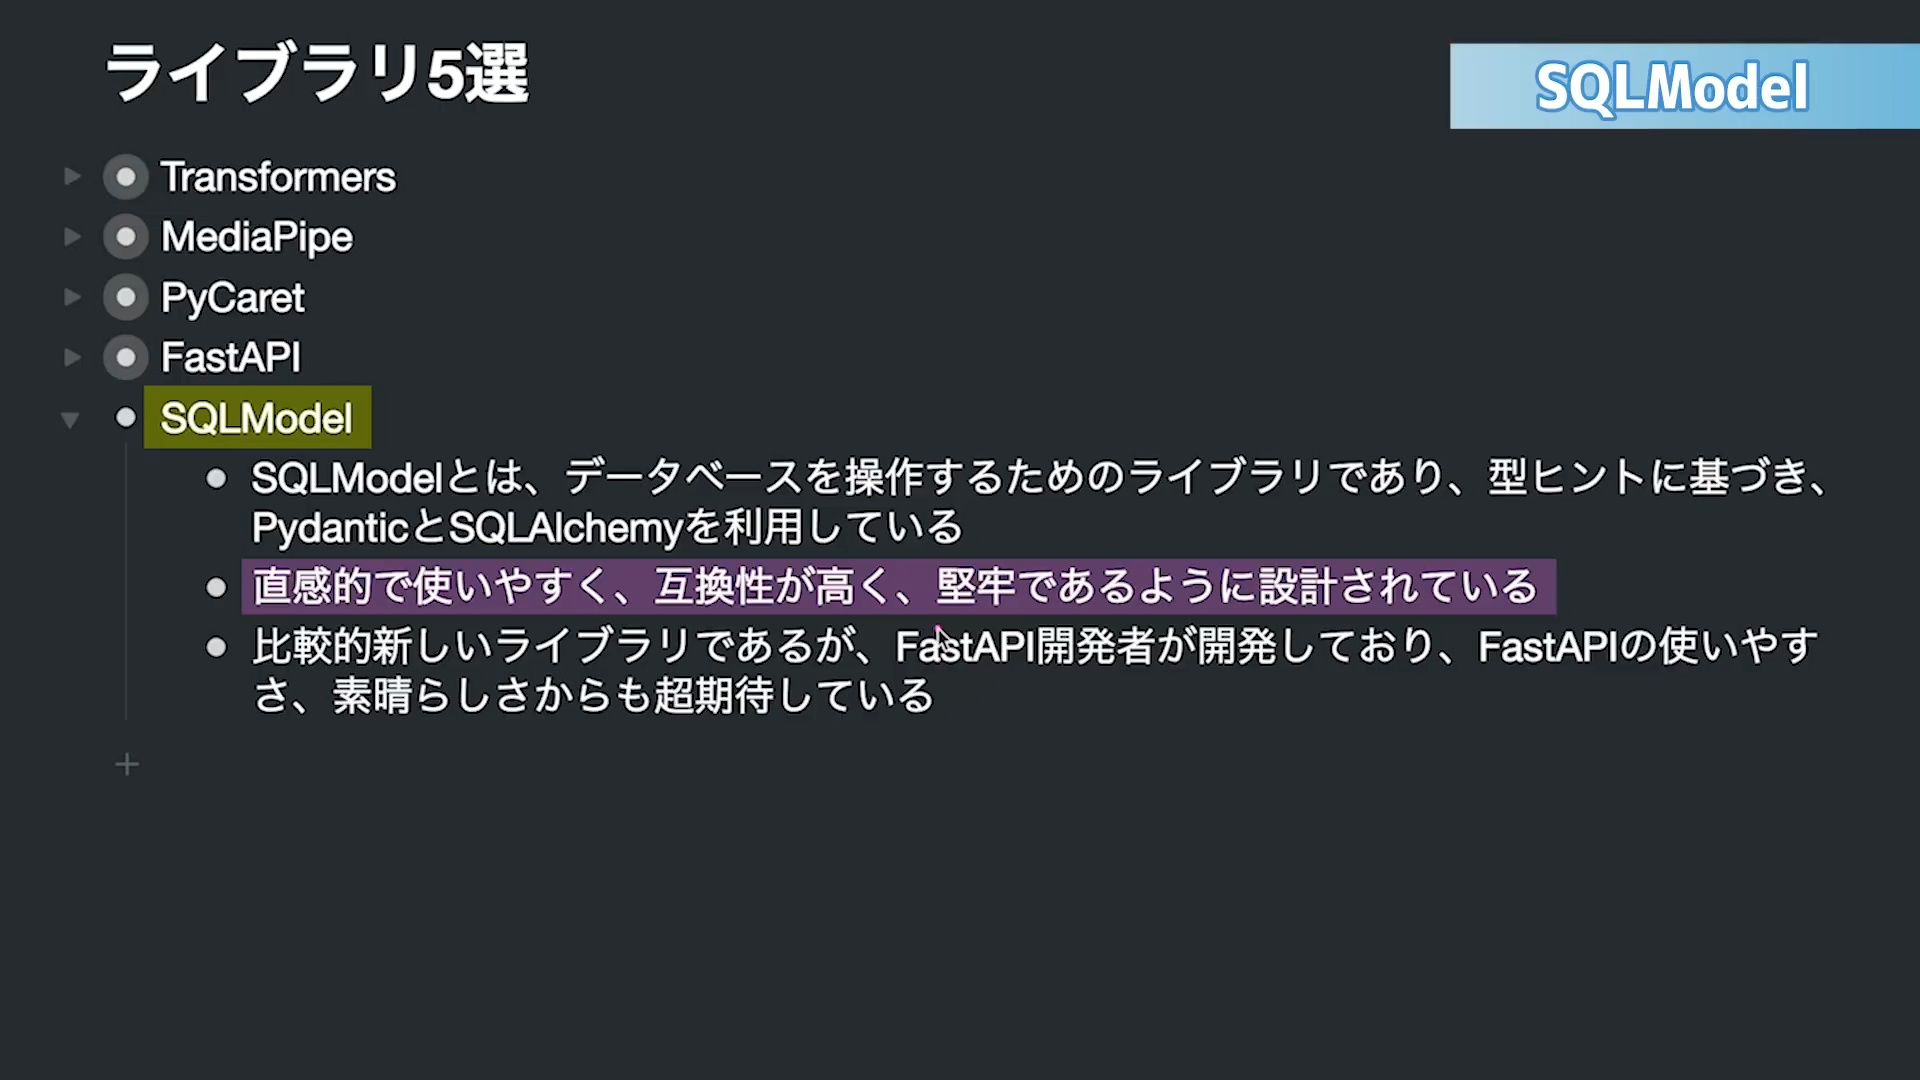 ライブラリ5選
SQLModel
Transformers
MediaPipe
PyCaret
FastAPI
SQLModel
SQLModelとは、データベースを操作するためのライブラリであり、型ヒントに基づき、
PydanticとSQLAlchemyを利用している
直感的で使いやすく、互換性が高く、堅牢であるように設計されている
比較的新しいライブラリであるが、FastAPI開発者が開発しており、FastAPIの使いやす
さ、素晴らしさからも超期待している